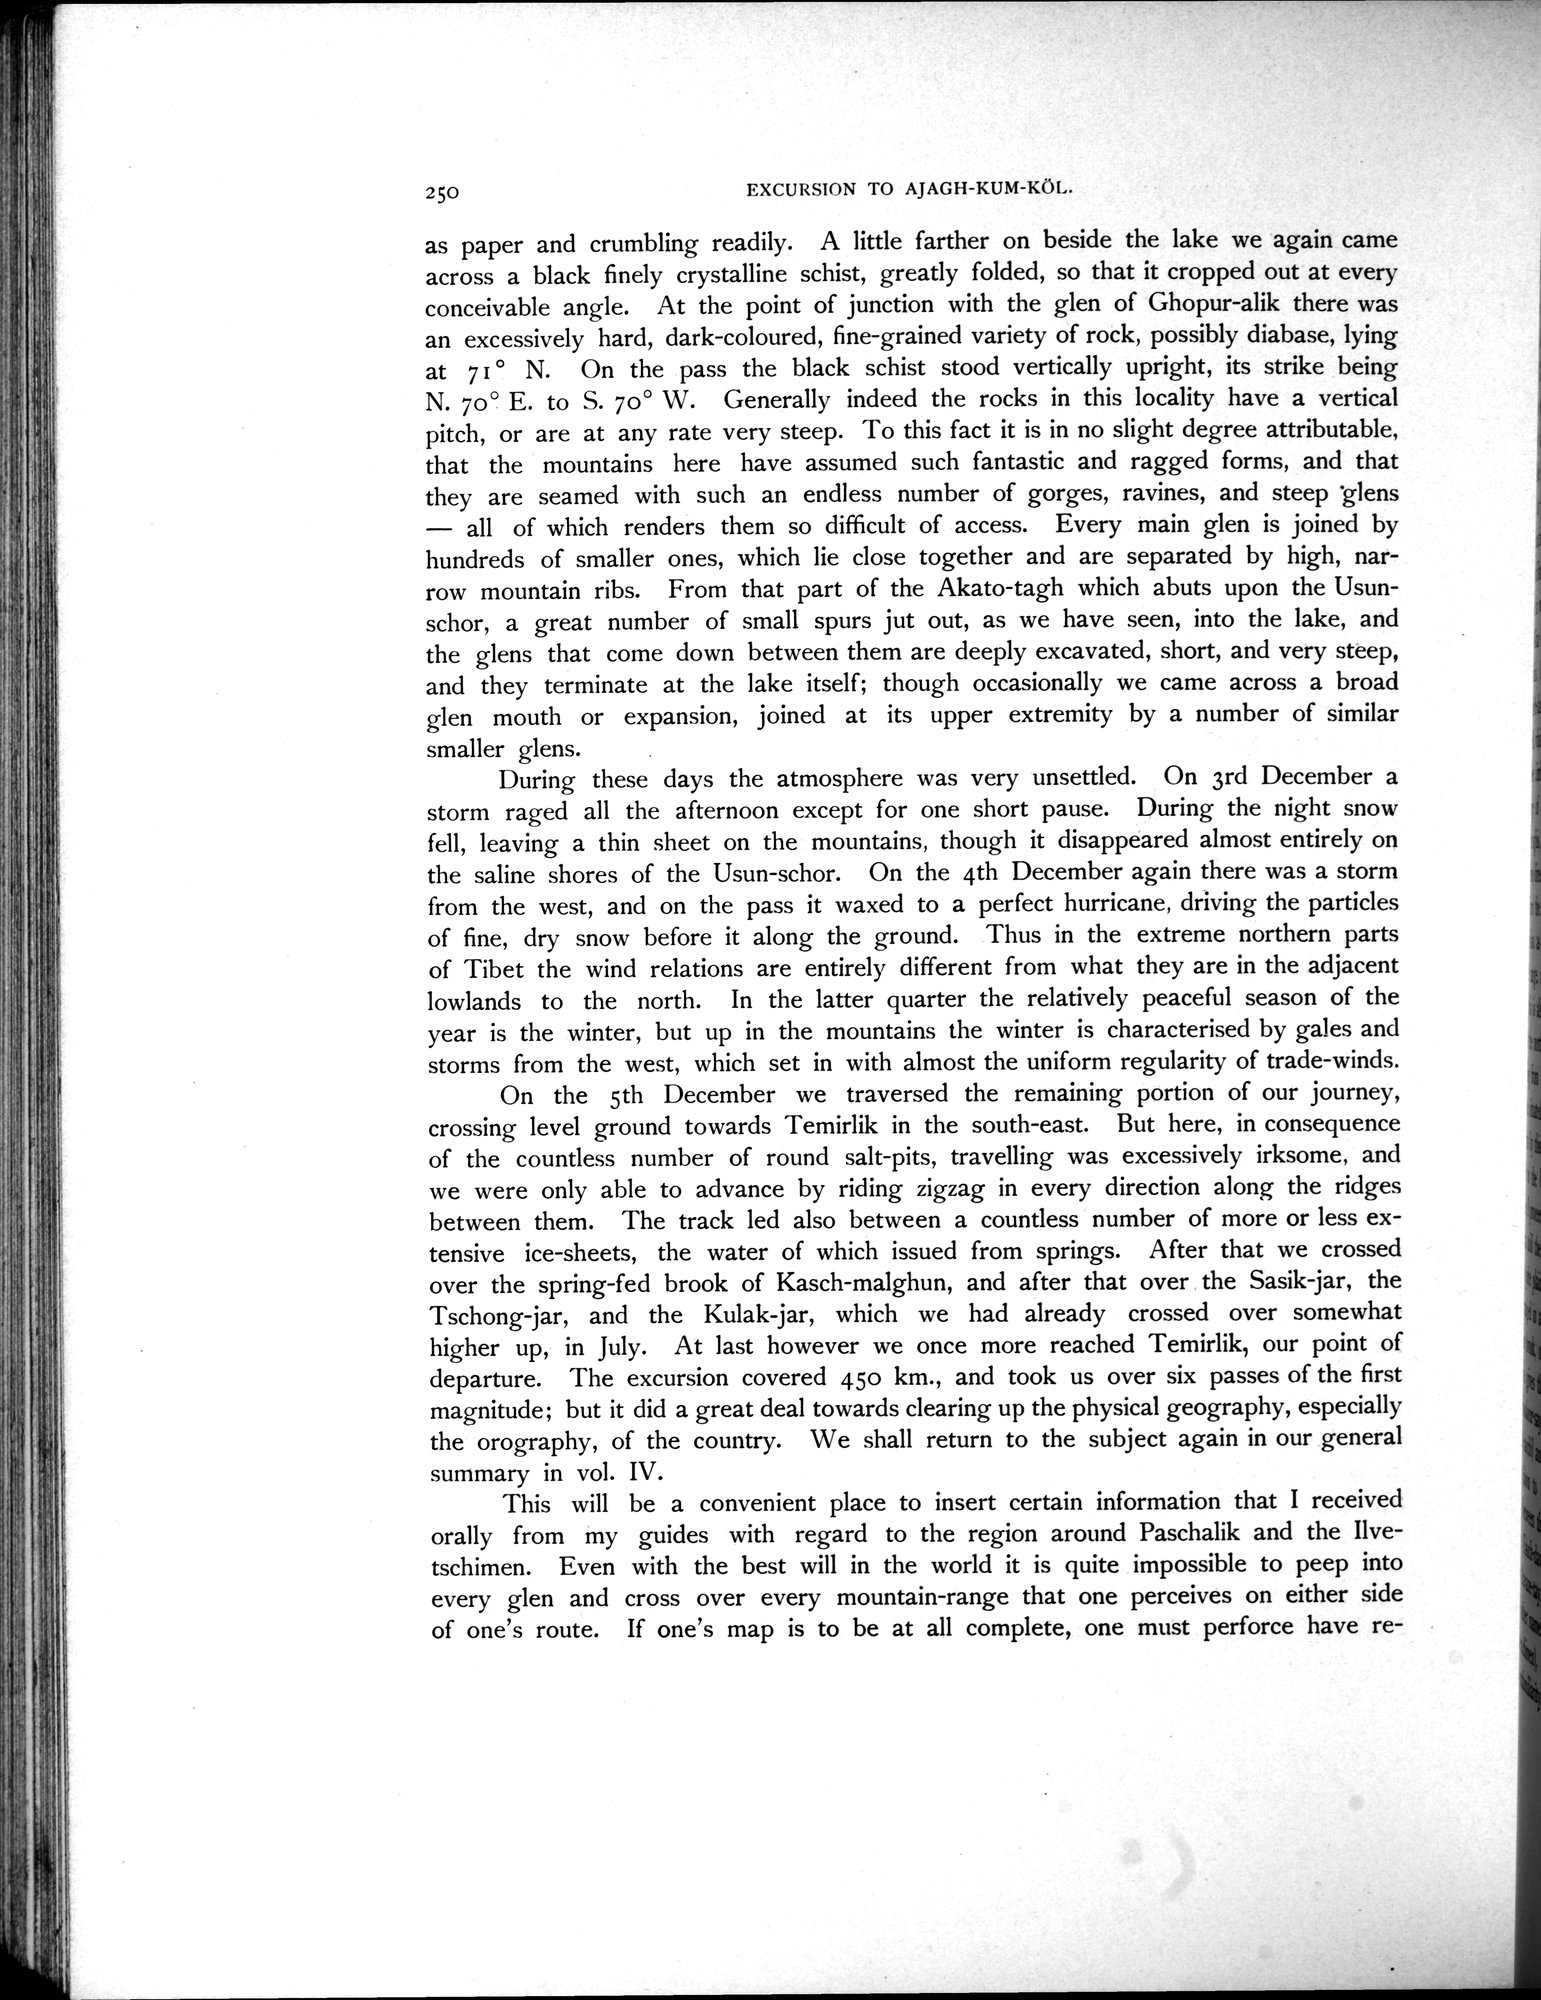 250
EXCURSION TO AJAGH-KUM-KÖL.
as paper and crumbling readily. A little farther on beside the lake we again came
across a black finely crystalline schist, greatly folded, so that it cropped out at every
conceivable angle. At the point of junction with the glen of Ghopur-alik there was
an excessively hard, dark-coloured, fine-grained variety of rock, possibly diabase, lying
at 71° N. On the pass the black schist stood vertically upright, its strike being
N. 70° E. to S. 70° W. Generally indeed the rocks in this locality have a vertical
pitch, or are at any rate very steep. To this fact it is in no slight degree attributable,
that the mountains here have assumed such fantastic and ragged forms, and that
they are seamed with such an endless number of gorges, ravines, and steep glens
— all of which renders them so difficult of access. Every main glen is joined by
hundreds of smaller ones, which lie close together and are separated by high, nar-
row mountain ribs. From that part of the Akato-tagh which abuts upon the Usun-
schor, a great number of small spurs jut out, as we have seen, into the lake, and
the glens that come down between them are deeply excavated, short, and very steep,
and they terminate at the lake itself; though occasionally we came across a broad
glen mouth or expansion, joined at its upper extremity by a number of similar
smaller glens.
During these days the atmosphere was very unsettled. On 3rd December a
storm raged all the afternoon except for one short pause. During the night snow
fell, leaving a thin sheet on the mountains, though it disappeared almost entirely on
the saline shores of the Usun-schor. On the 4th December again there was a storm
from the west, and on the pass it waxed to a perfect hurricane, driving the particles
of fine, dry snow before it along the ground. Thus in the extreme northern parts
of Tibet the wind relations are entirely different from what they are in the adjacent
lowlands to the north. In the latter quarter the relatively peaceful season of the
year is the winter, but up in the mountains the winter is characterised by gales and
storms from the west, which set in with almost the uniform regularity of trade-winds.
On the 5th December we traversed the remaining portion of our journey,
crossing level ground towards Temirlik in the south-east. But here, in consequence
of the countless number of round salt-pits, travelling was excessively irksome, and
we were only able to advance by riding zigzag in every direction along the ridges
between them. The track led also between a countless number of more or less ex-
tensive ice-sheets, the water of which issued from springs. After that we crossed
over the spring-fed brook of Kasch-malghun, and after that over the Sasik-jar, the
Tschong-jar, and the Kulak-jar, which we had already crossed over somewhat
higher up, in July. At last however we once more reached Temirlik, our point of
departure. The excursion covered 450 km., and took us over six passes of the first
magnitude; but it did a great deal towards clearing up the physical geography, especially
the orography, of the country. We shall return to the subject again in our general
summary in vol. IV.
This will be a convenient place to insert certain information that I received
orally from my guides with regard to the region around Paschalik and the Ilve-
tschimen. Even with the best will in the world it is quite impossible to peep into
every glen and cross over every mountain-range that one perceives on either side
of one's route. If one's map is to be at all complete, one must perforce have re-